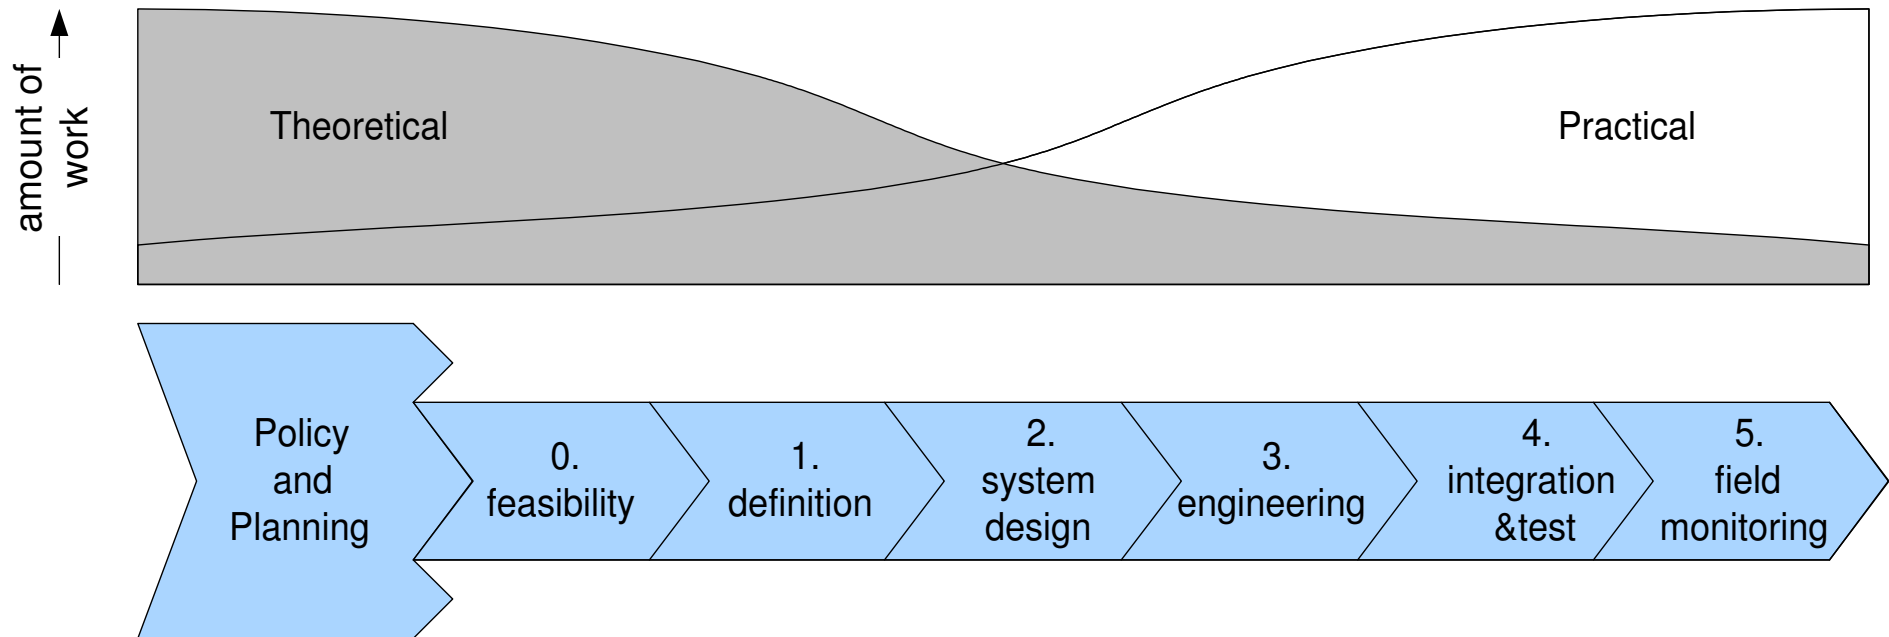 amount of
work
Theoretical
Practical
Policy
and
Planning
0.
feasibility
1.
definition
2.
system
design
3.
engineering
4.
integration
&test
5.
field
monitoring